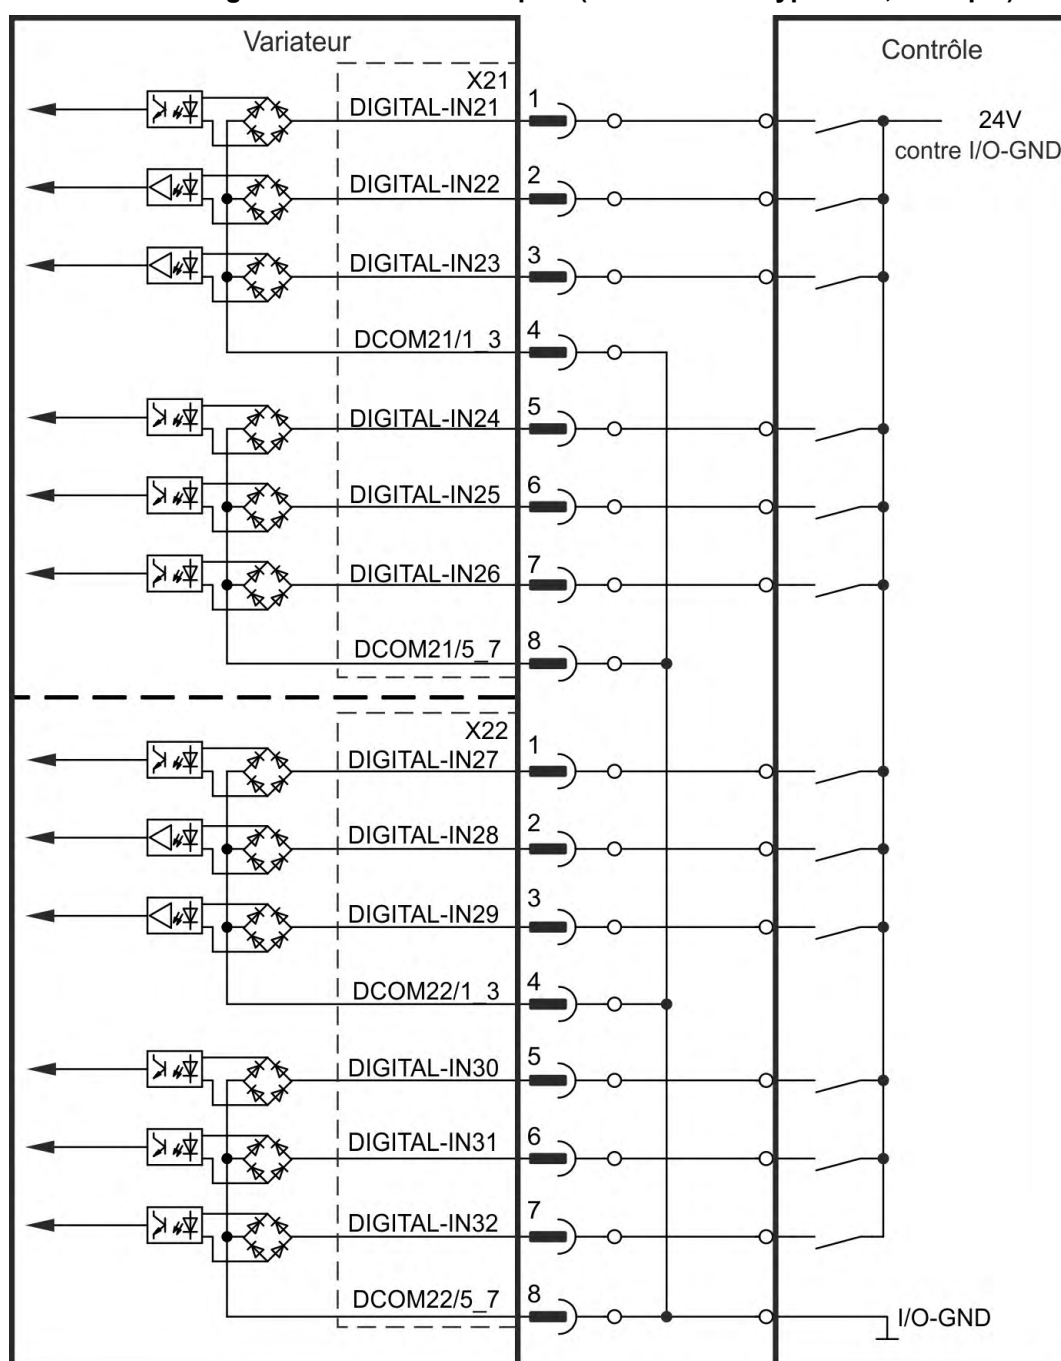 Variateur
Contrôle
X21
DIGITAL-IN21
1
24V
contre I/O-GND
DIGITAL-IN22
2
DIGITAL-IN23
3
DCOM21/1_3
4
DIGITAL-IN24
5
DIGITAL-IN25
6
DIGITAL-IN26
7
DCOM21/5_7
8
X22
DIGITAL-IN27
1
DIGITAL-IN28
2
DIGITAL-IN29
3
DCOM22/1_3
4
DIGITAL-IN30
5
DIGITAL-IN31
6
DIGITAL-IN32
7
DCOM22/5_7
8
I/O-GND